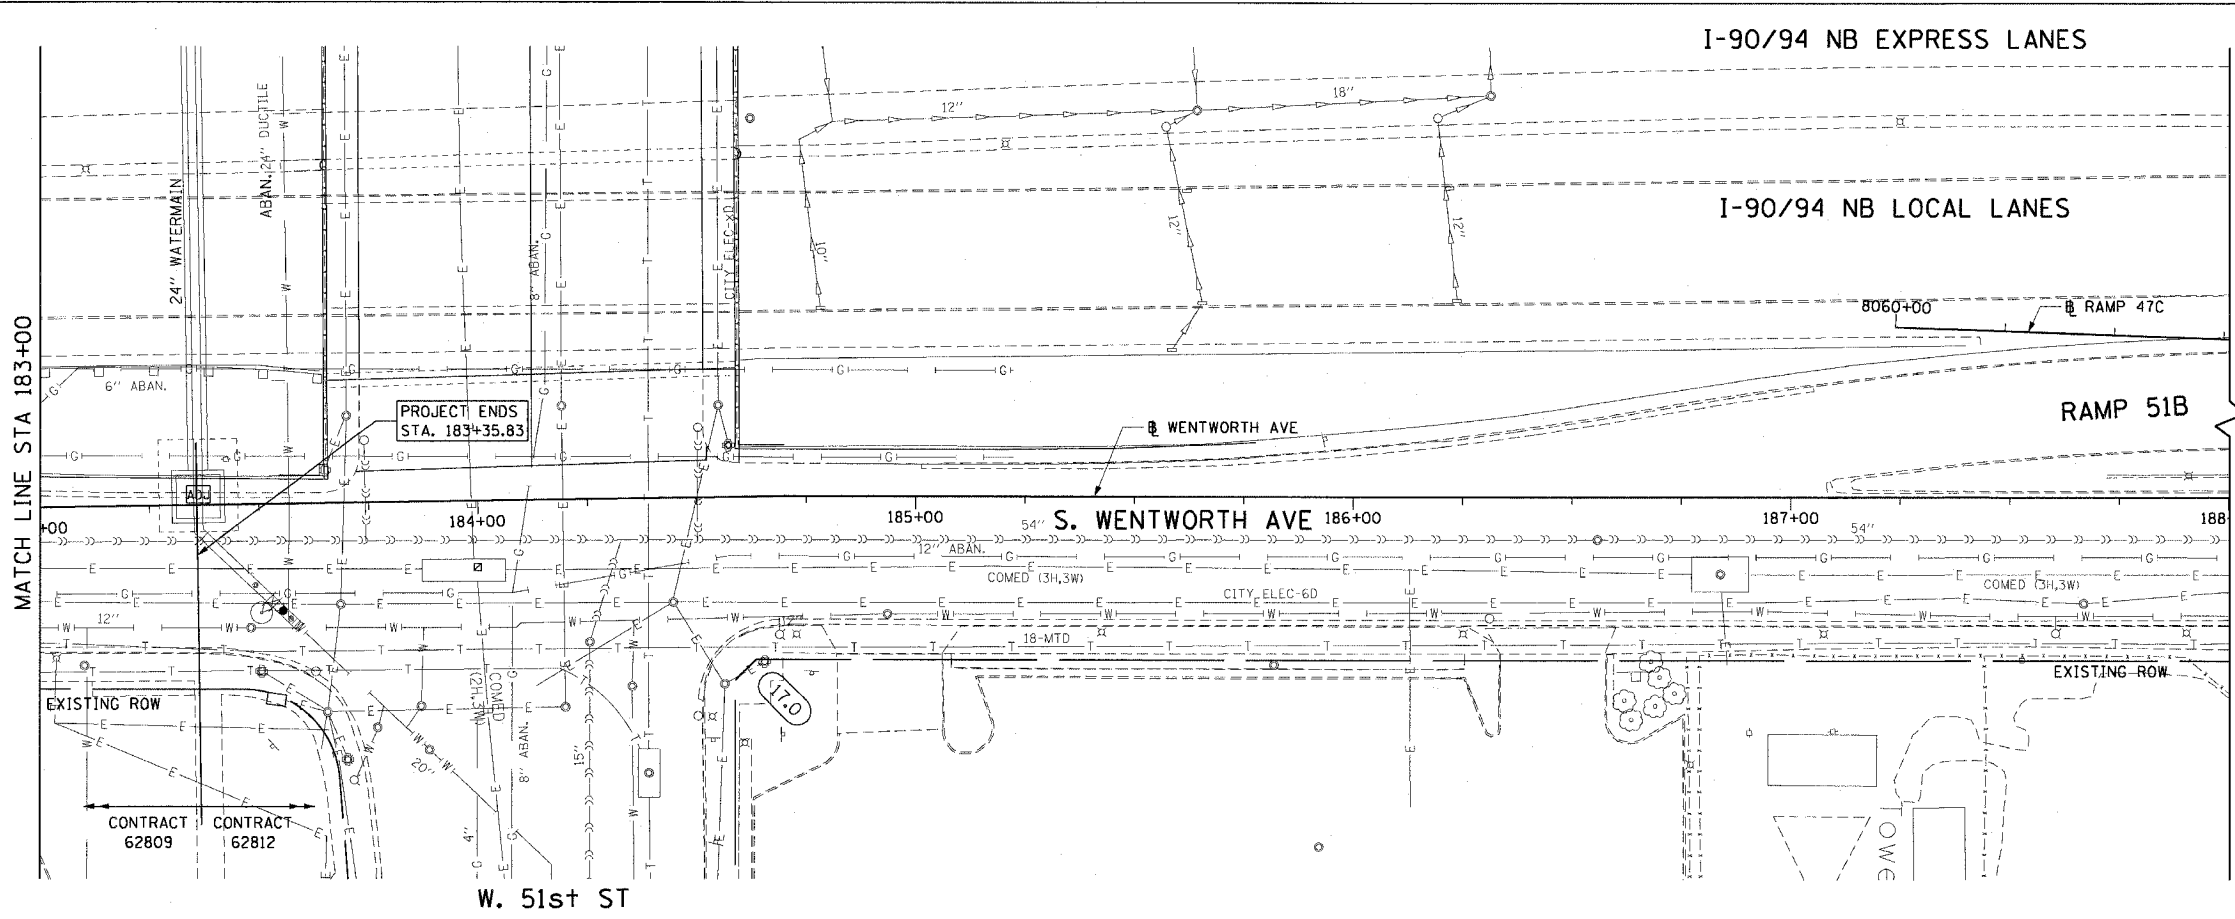 I-90/94 NB EXPRESS LANES
12"
18"
ABAN. 24" DUCTILE
24" WATERMAIN
8" ABAN.
CITY ELEC-xD
10"
12"
12"
I-90/94 NB LOCAL LANES
8060+00
℄ RAMP 47C
MATCH LINE STA 183+00
6" ABAN.
PROJECT ENDS
STA. 183+35.83
℄ WENTWORTH AVE
RAMP 51B
ADJ
+00
184+00
185+00
54"
S. WENTWORTH AVE
186+00
187+00
54"
188
12" ABAN.
COMED (3H,3W)
COMED (3H,3W)
CITY ELEC-6D
12"
12"
18-MTD
EXISTING ROW
EXISTING ROW
COMED
(2H,3W)
17.0
20"
8" ABAN.
15"
4"
CONTRACT
62809
CONTRACT
62812
W. 51st ST